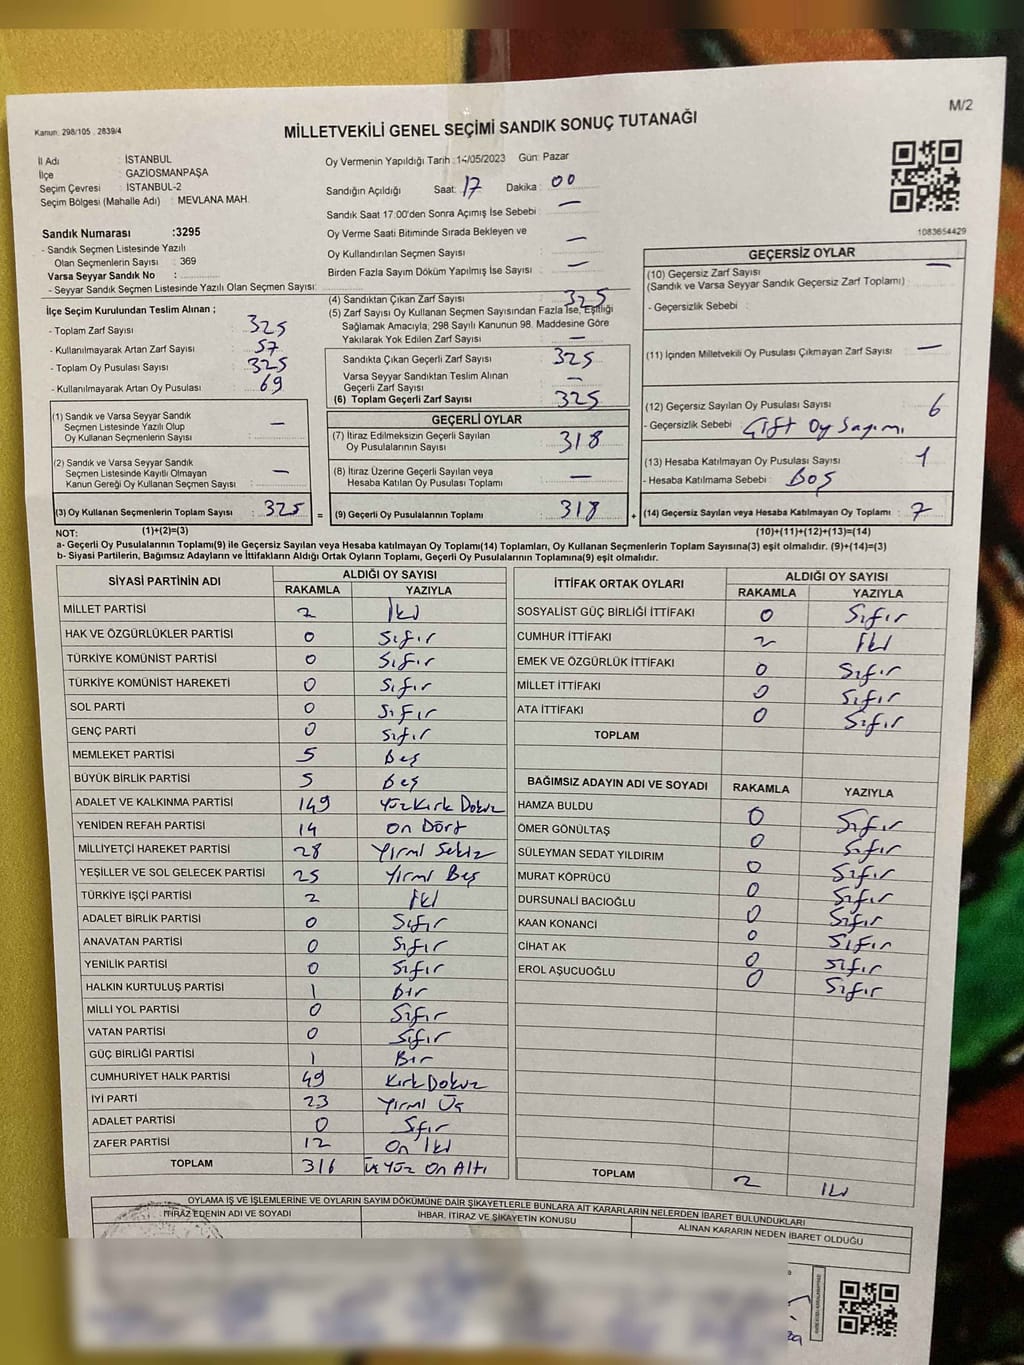 M/2
Kanun: 298/105 , 2839/4
MİLLETVEKİLİ GENEL SEÇİMİ SANDIK SONUÇ TUTANAĞI
İl Adı : İSTANBUL
İlçe : GAZİOSMANPAŞA
Seçim Çevresi : İSTANBUL-2
Seçim Bölgesi (Mahalle Adı) : MEVLANA MAH.
Oy Vermenin Yapıldığı Tarih : 14/05/2023 Gün: Pazar
Sandığın Açıldığı Saat: 17 Dakika : 00
Sandık Saat 17:00'den Sonra Açımış İse Sebebi : —
Oy Verme Saati Bitiminde Sırada Bekleyen ve
Oy Kullandırılan Seçmen Sayısı : —
Birden Fazla Sayım Döküm Yapılmış İse Sayısı : —
1083654429
Sandık Numarası :3295
- Sandık Seçmen Listesinde Yazılı
Olan Seçmenlerin Sayısı : 369
Varsa Seyyar Sandık No :
- Seyyar Sandık Seçmen Listesinde Yazılı Olan Seçmen Sayısı:
İlçe Seçim Kurulundan Teslim Alınan ;
- Toplam Zarf Sayısı : 325
- Kullanılmayarak Artan Zarf Sayısı : 57
- Toplam Oy Pusulası Sayısı : 325
- Kullanılmayarak Artan Oy Pusulası : 69
(1) Sandık ve Varsa Seyyar Sandık
Seçmen Listesinde Yazılı Olup
Oy Kullanan Seçmenlerin Sayısı : —
(2) Sandık ve Varsa Seyyar Sandık
Seçmen Listesinde Kayıtlı Olmayan
Kanun Gereği Oy Kullanan Seçmen Sayısı : —
(3) Oy Kullanan Seçmenlerin Toplam Sayısı : 325 =
(4) Sandıktan Çıkan Zarf Sayısı : 325
(5) Zarf Sayısı Oy Kullanan Seçmen Sayısından Fazla İse, Eşitliği
Sağlamak Amacıyla; 298 Sayılı Kanunun 98. Maddesine Göre
Yakılarak Yok Edilen Zarf Sayısı : —
Sandıkta Çıkan Geçerli Zarf Sayısı : 325
Varsa Seyyar Sandıktan Teslim Alınan
Geçerli Zarf Sayısı : —
(6) Toplam Geçerli Zarf Sayısı : 325
GEÇERLİ OYLAR
(7) İtiraz Edilmeksizin Geçerli Sayılan
Oy Pusulalarının Sayısı : 318
(8) İtiraz Üzerine Geçerli Sayılan veya
Hesaba Katılan Oy Pusulası Toplamı : —
(9) Geçerli Oy Pusulalarının Toplamı : 318 +
GEÇERSİZ OYLAR
(10) Geçersiz Zarf Sayısı : —
(Sandık ve Varsa Seyyar Sandık Geçersiz Zarf Toplamı)
- Geçersizlik Sebebi :
(11) İçinden Milletvekili Oy Pusulası Çıkmayan Zarf Sayısı : —
(12) Geçersiz Sayılan Oy Pusulası Sayısı : 6
- Geçersizlik Sebebi : Çift Oy Sayımı
(13) Hesaba Katılmayan Oy Pusulası Sayısı : 1
- Hesaba Katılmama Sebebi : Boş
(14) Geçersiz Sayılan veya Hesaba Katılmayan Oy Toplamı : 7
NOT: (1)+(2)=(3) (10)+(11)+(12)+(13)=(14)
a- Geçerli Oy Pusulalarının Toplamı(9) ile Geçersiz Sayılan veya Hesaba katılmayan Oy Toplamı(14) Toplamları, Oy Kullanan Seçmenlerin Toplam Sayısına(3) eşit olmalıdır. (9)+(14)=(3)
b- Siyasi Partilerin, Bağımsız Adayların ve İttifakların Aldığı Ortak Oyların Toplamı, Geçerli Oy Pusulalarının Toplamına(9) eşit olmalıdır.
SİYASİ PARTİNİN ADI ALDIĞI OY SAYISI
RAKAMLA YAZIYLA
MİLLET PARTİSİ 2 İki
HAK VE ÖZGÜRLÜKLER PARTİSİ 0 Sıfır
TÜRKİYE KOMÜNİST PARTİSİ 0 Sıfır
TÜRKİYE KOMÜNİST HAREKETİ 0 Sıfır
SOL PARTİ 0 Sıfır
GENÇ PARTİ 0 Sıfır
MEMLEKET PARTİSİ 5 Beş
BÜYÜK BİRLİK PARTİSİ 5 Beş
ADALET VE KALKINMA PARTİSİ 149 Yüz Kırk Dokuz
YENİDEN REFAH PARTİSİ 14 On Dört
MİLLİYETÇİ HAREKET PARTİSİ 28 Yirmi Sekiz
YEŞİLLER VE SOL GELECEK PARTİSİ 25 Yirmi Beş
TÜRKİYE İŞÇİ PARTİSİ 2 İki
ADALET BİRLİK PARTİSİ 0 Sıfır
ANAVATAN PARTİSİ 0 Sıfır
YENİLİK PARTİSİ 0 Sıfır
HALKIN KURTULUŞ PARTİSİ 1 Bir
MİLLİ YOL PARTİSİ 0 Sıfır
VATAN PARTİSİ 0 Sıfır
GÜÇ BİRLİĞİ PARTİSİ 1 Bir
CUMHURİYET HALK PARTİSİ 49 Kırk Dokuz
İYİ PARTİ 23 Yirmi Üç
ADALET PARTİSİ 0 Sıfır
ZAFER PARTİSİ 12 On İki
TOPLAM 316 Üç Yüz On Altı
İTTİFAK ORTAK OYLARI ALDIĞI OY SAYISI
RAKAMLA YAZIYLA
SOSYALİST GÜÇ BİRLİĞİ İTTİFAKI 0 Sıfır
CUMHUR İTTİFAKI 2 İki
EMEK VE ÖZGÜRLÜK İTTİFAKI 0 Sıfır
MİLLET İTTİFAKI 0 Sıfır
ATA İTTİFAKI 0 Sıfır
TOPLAM
BAĞIMSIZ ADAYIN ADI VE SOYADI RAKAMLA YAZIYLA
HAMZA BULDU 0 Sıfır
ÖMER GÖNÜLTAŞ 0 Sıfır
SÜLEYMAN SEDAT YILDIRIM 0 Sıfır
MURAT KÖPRÜCÜ 0 Sıfır
DURSUNALİ BACIOĞLU 0 Sıfır
KAAN KONANCİ 0 Sıfır
CİHAT AK 0 Sıfır
EROL AŞUCUOĞLU 0 Sıfır
TOPLAM 2 İki
OYLAMA İŞ VE İŞLEMLERİNE VE OYLARIN SAYIM DÖKÜMÜNE DAİR ŞİKAYETLERLE BUNLARA AİT KARARLARIN NELERDEN İBARET BULUNDUKLARI
İTİRAZ EDENİN ADI VE SOYADI İHBAR, İTİRAZ VE ŞİKAYETİN KONUSU ALINAN KARARIN NEDEN İBARET OLDUĞU